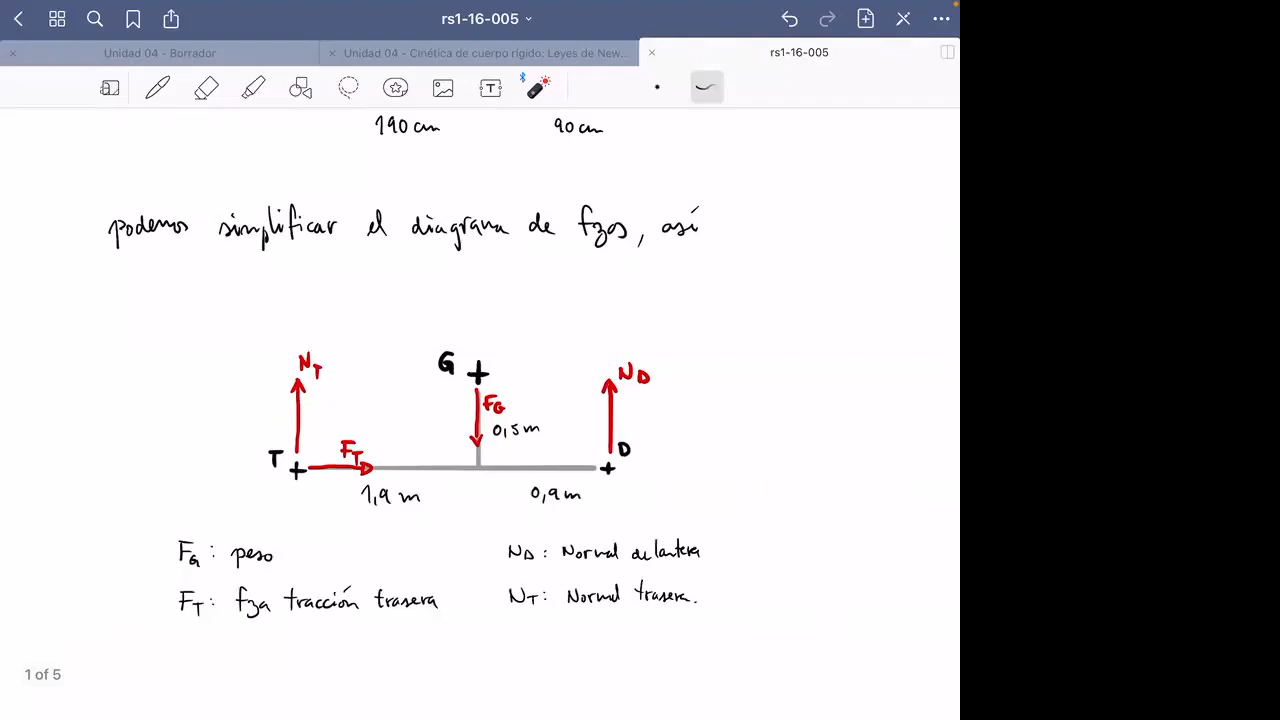 rs1-16-005
Unidad 04 - Borrador
Unidad 04 - Cinética de cuerpo rígido: Leyes de New...
rs1-16-005
190 cm 90 cm
podemos simplificar el diagrama de fzas, así
N_T G N_D
F_G
0,5 m
T F_T D
1,9 m 0,9 m
F_G : peso N_D : Normal delantera
F_T : fza tracción trasera N_T : Normal trasera.
1 of 5